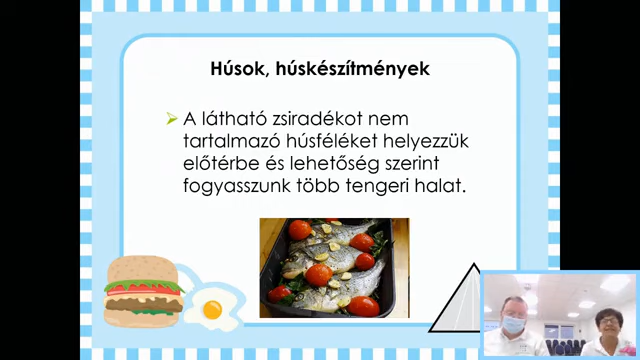 Húsok, húskészítmények
A látható zsiradékot nem
tartalmazó húsféléket helyezzük
előtérbe és lehetőség szerint
fogyasszunk több tengeri halat.